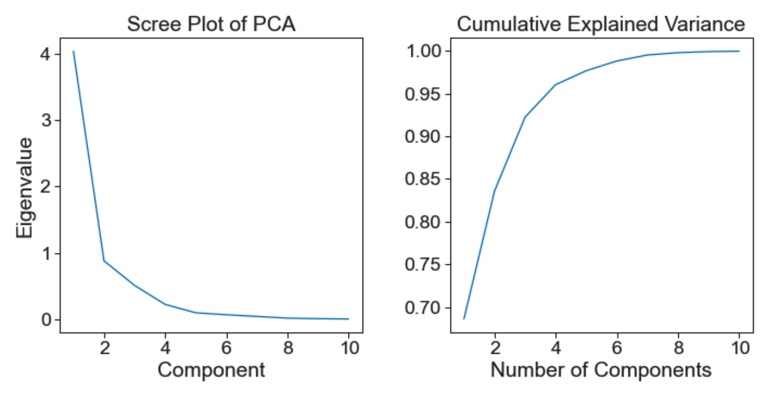 Scree Plot of PCA
4
3
2
1
0
Eigenvalue
2 4 6 8 10
Component
Cumulative Explained Variance
1.00
0.95
0.90
0.85
0.80
0.75
0.70
2 4 6 8 10
Number of Components